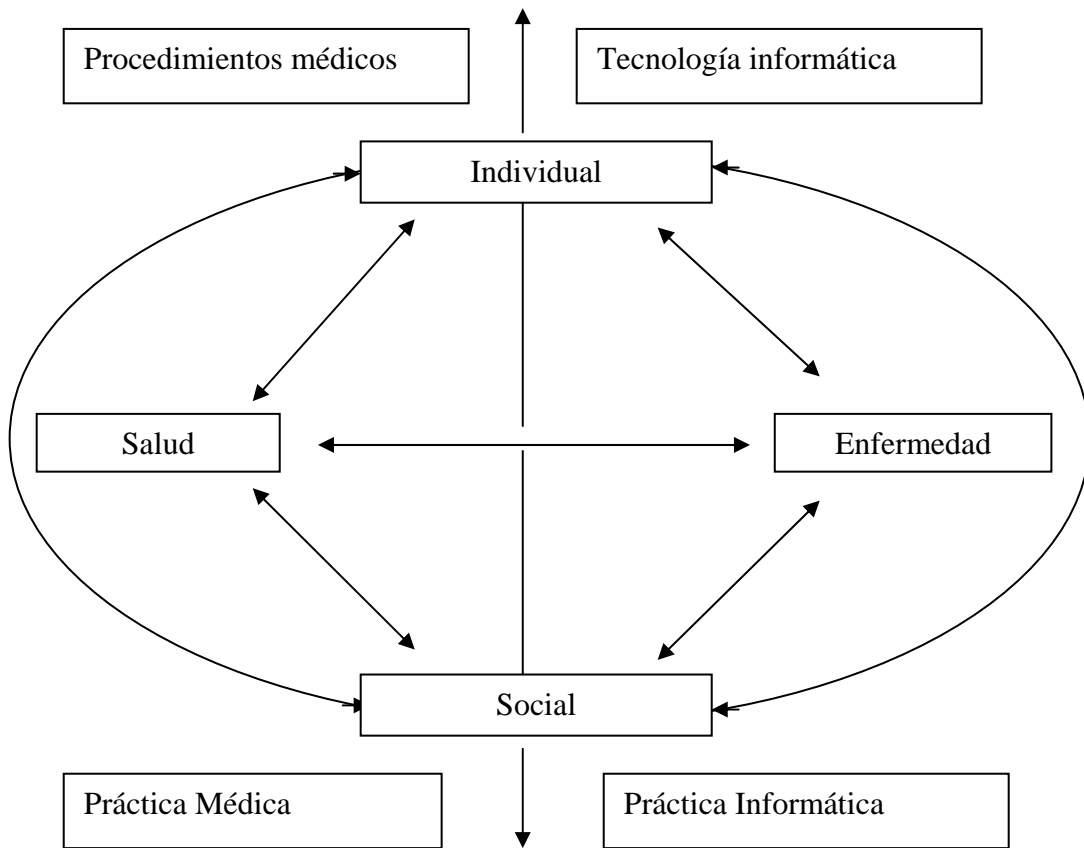 Procedimientos médicos
Tecnología informática
Individual
Salud
Enfermedad
Social
Práctica Médica
Práctica Informática